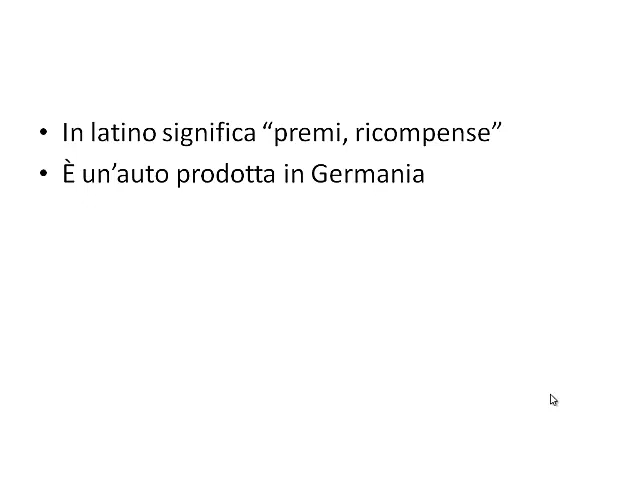 • In latino significa “premi, ricompense”
• È un’auto prodotta in Germania